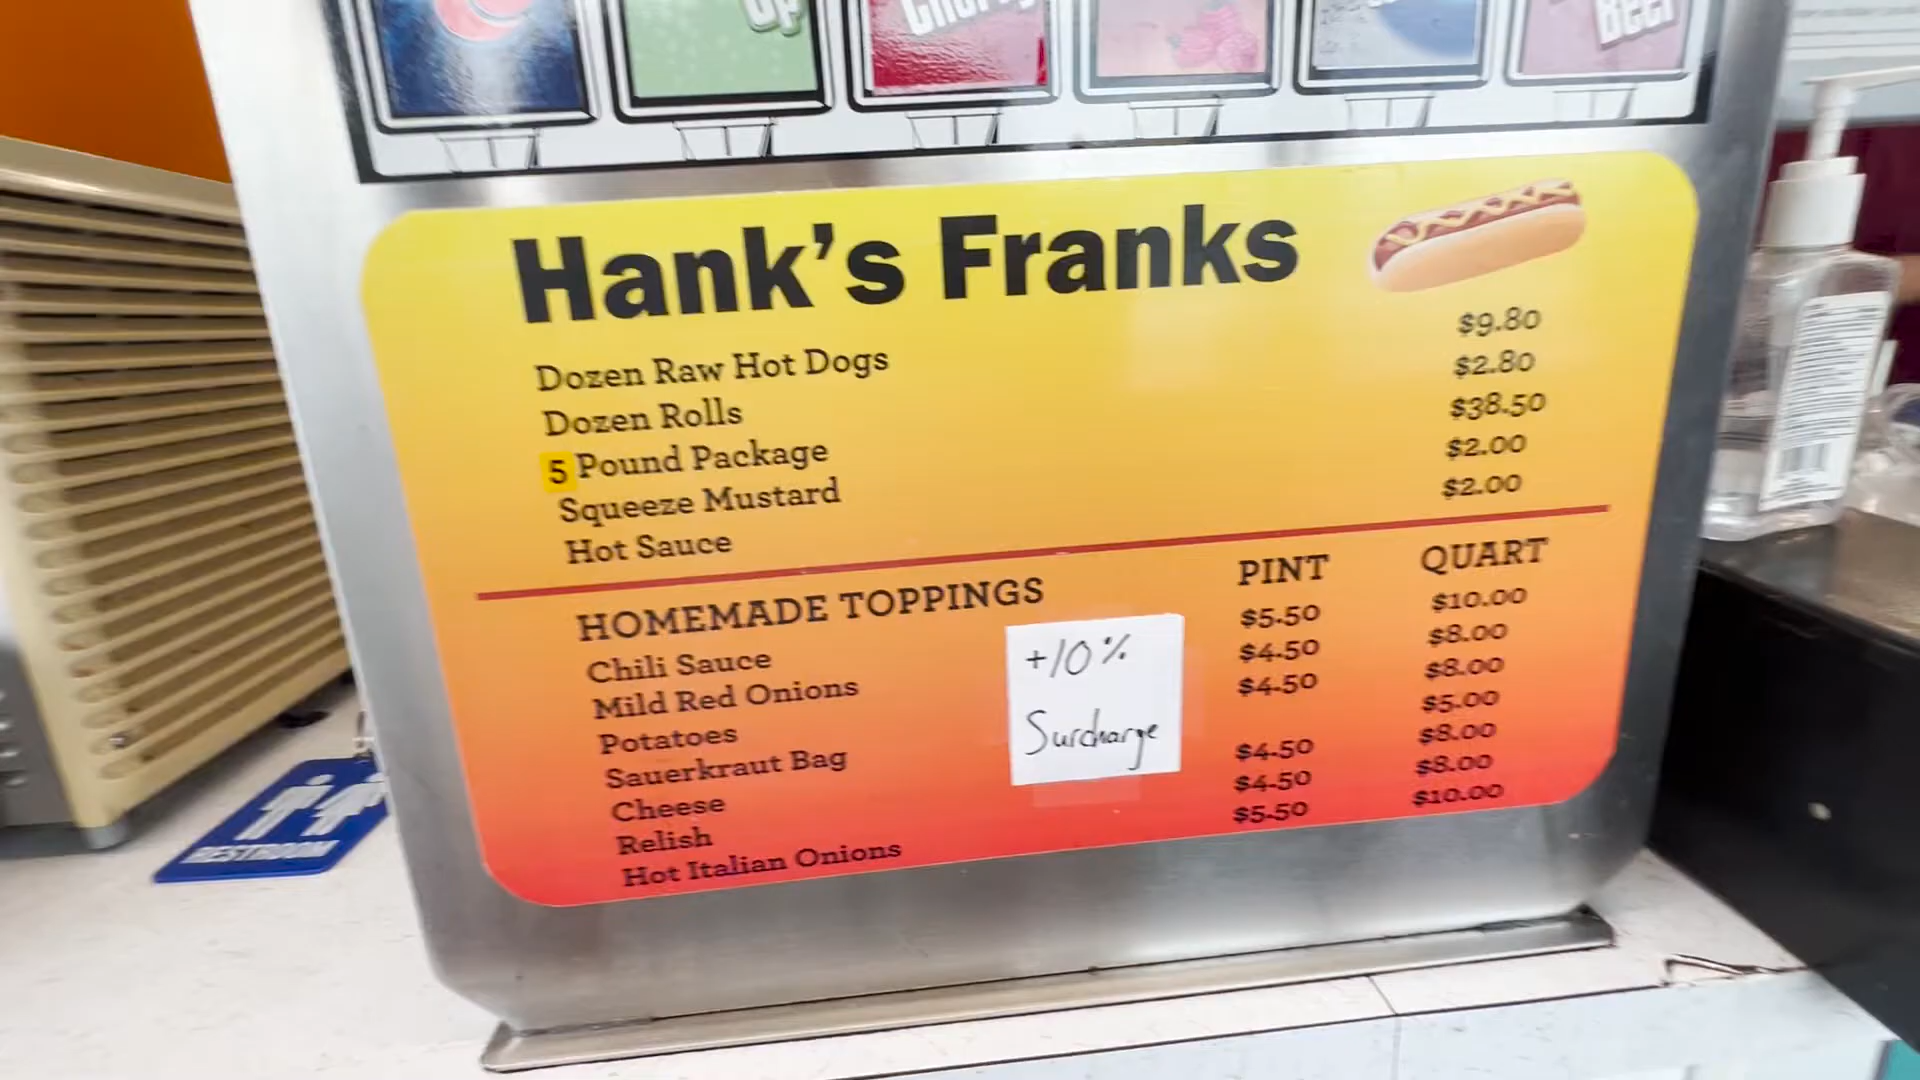 Up
Cherry
Beer
Hank's Franks
Dozen Raw Hot Dogs $9.80
Dozen Rolls $2.80
5 Pound Package $38.50
Squeeze Mustard $2.00
Hot Sauce $2.00
HOMEMADE TOPPINGS PINT QUART
Chili Sauce $5.50 $10.00
Mild Red Onions $4.50 $8.00
Potatoes $4.50 $8.00
Sauerkraut Bag $5.00
Cheese $4.50 $8.00
Relish $4.50 $8.00
Hot Italian Onions $5.50 $10.00
+10%
Surcharge
RESTROOM